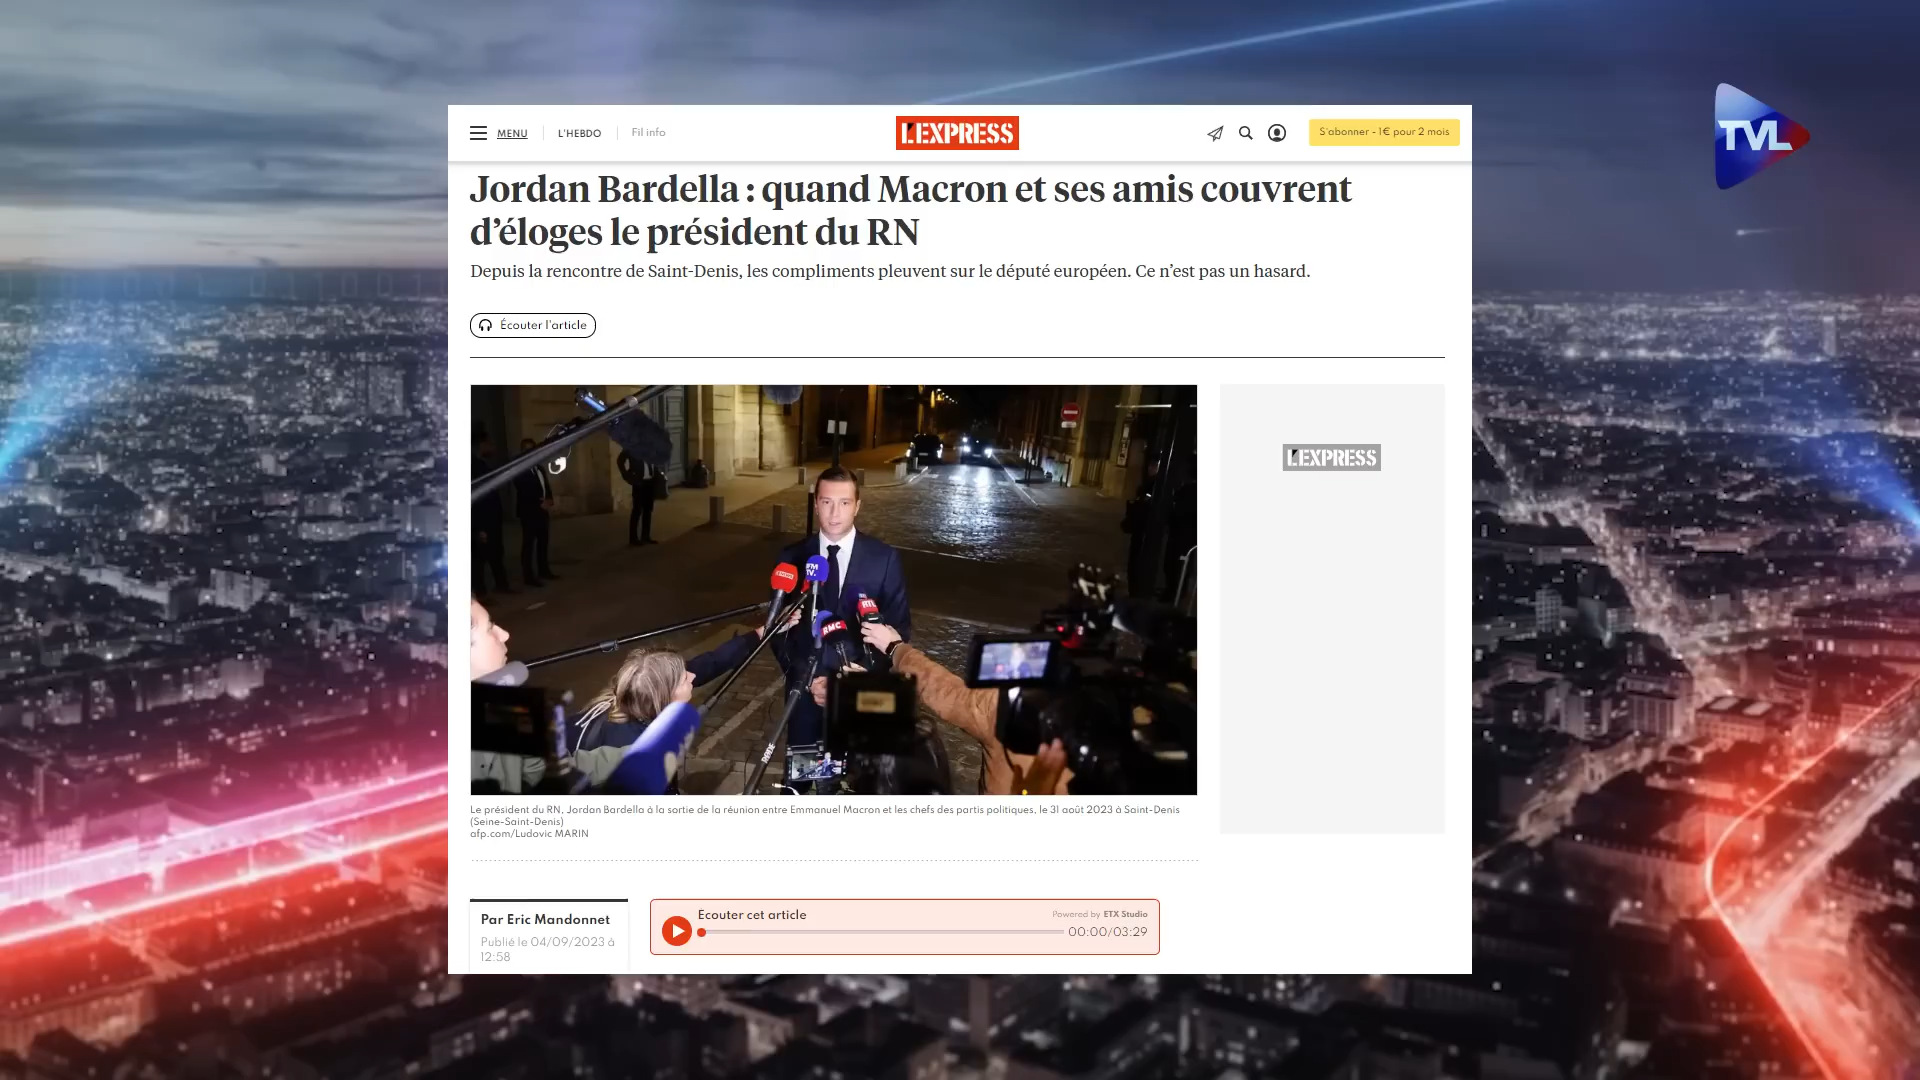 MENU
L'HEBDO
Fil info
L'EXPRESS
S'abonner - 1€ pour 2 mois
TVL
Jordan Bardella : quand Macron et ses amis couvrent
d'éloges le président du RN
Depuis la rencontre de Saint-Denis, les compliments pleuvent sur le député européen. Ce n'est pas un hasard.
Écouter l'article
L'EXPRESS
BFM
TV.
RTL
RMC
RODE
Le président du RN, Jordan Bardella à la sortie de la réunion entre Emmanuel Macron et les chefs des partis politiques, le 31 août 2023 à Saint-Denis
(Seine-Saint-Denis)
afp.com/Ludovic MARIN
Par Eric Mandonnet
Publié le 04/09/2023 à
12:58
Ecouter cet article
Powered by ETX Studio
00:00/03:29